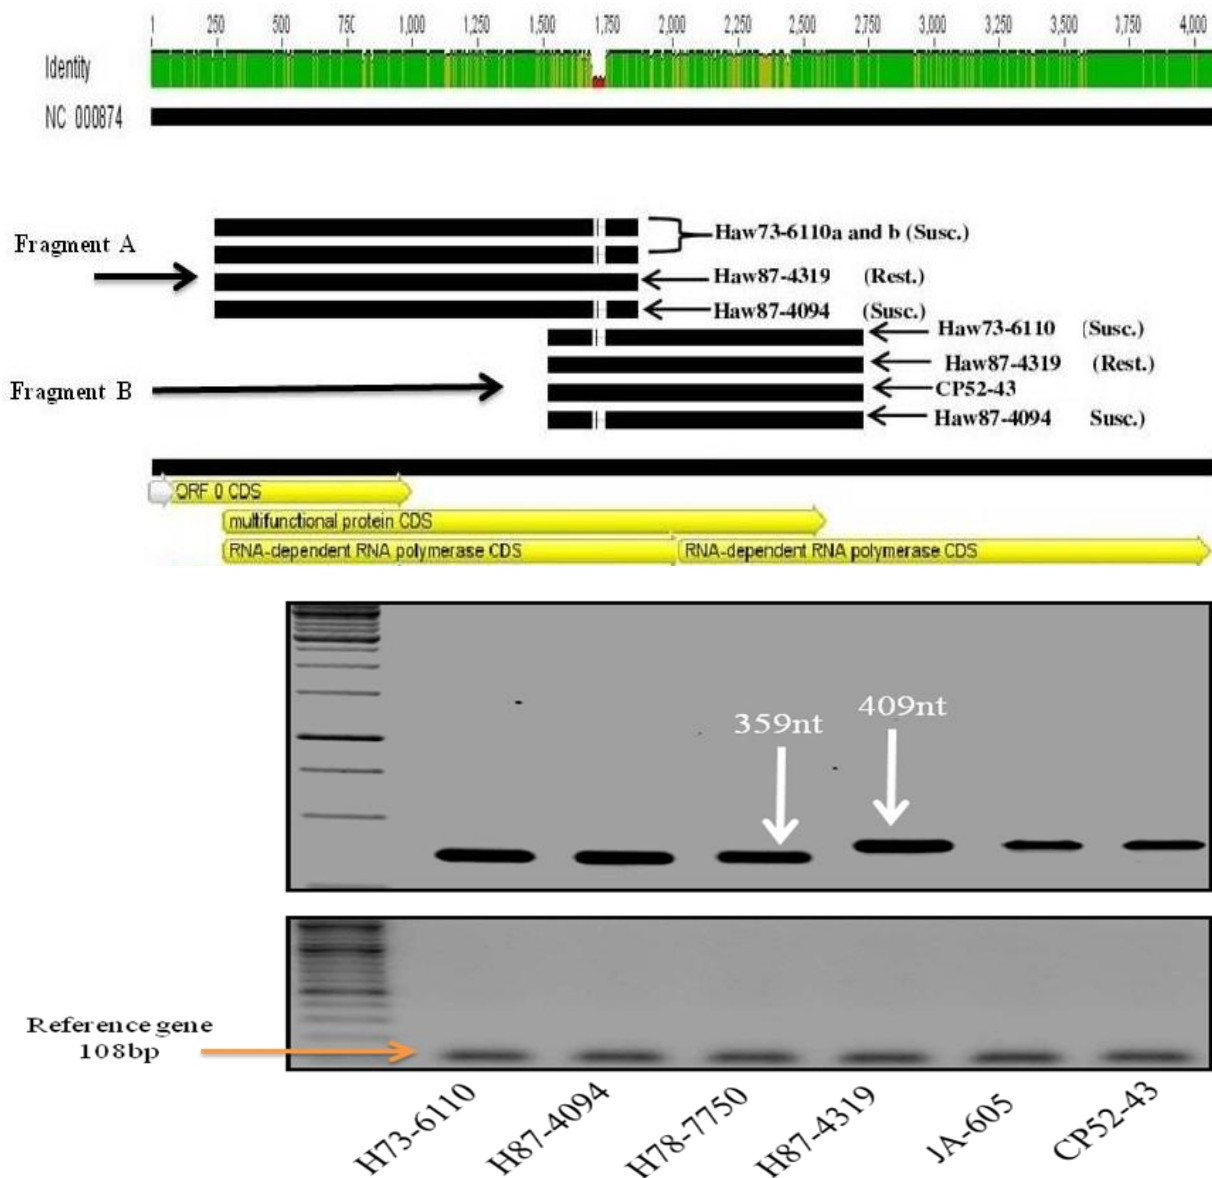 1 250 500 750 1,000 1,250 1,500 1,750 2,000 2,250 2,500 2,750 3,000 3,250 3,500 3,750 4,000
Identity
NC 000874
Fragment A
Haw73-6110a and b (Susc.)
Haw87-4319 (Rest.)
Haw87-4094 (Susc.)
Haw73-6110 (Susc.)
Haw87-4319 (Rest.)
Fragment B
CP52-43
Haw87-4094 Susc.)
ORF 0 CDS
multifunctional protein CDS
RNA-dependent RNA polymerase CDS RNA-dependent RNA polymerase CDS
359nt 409nt
Reference gene
108bp
H73-6110 H87-4094 H78-7750 H87-4319 JA-605 CP52-43